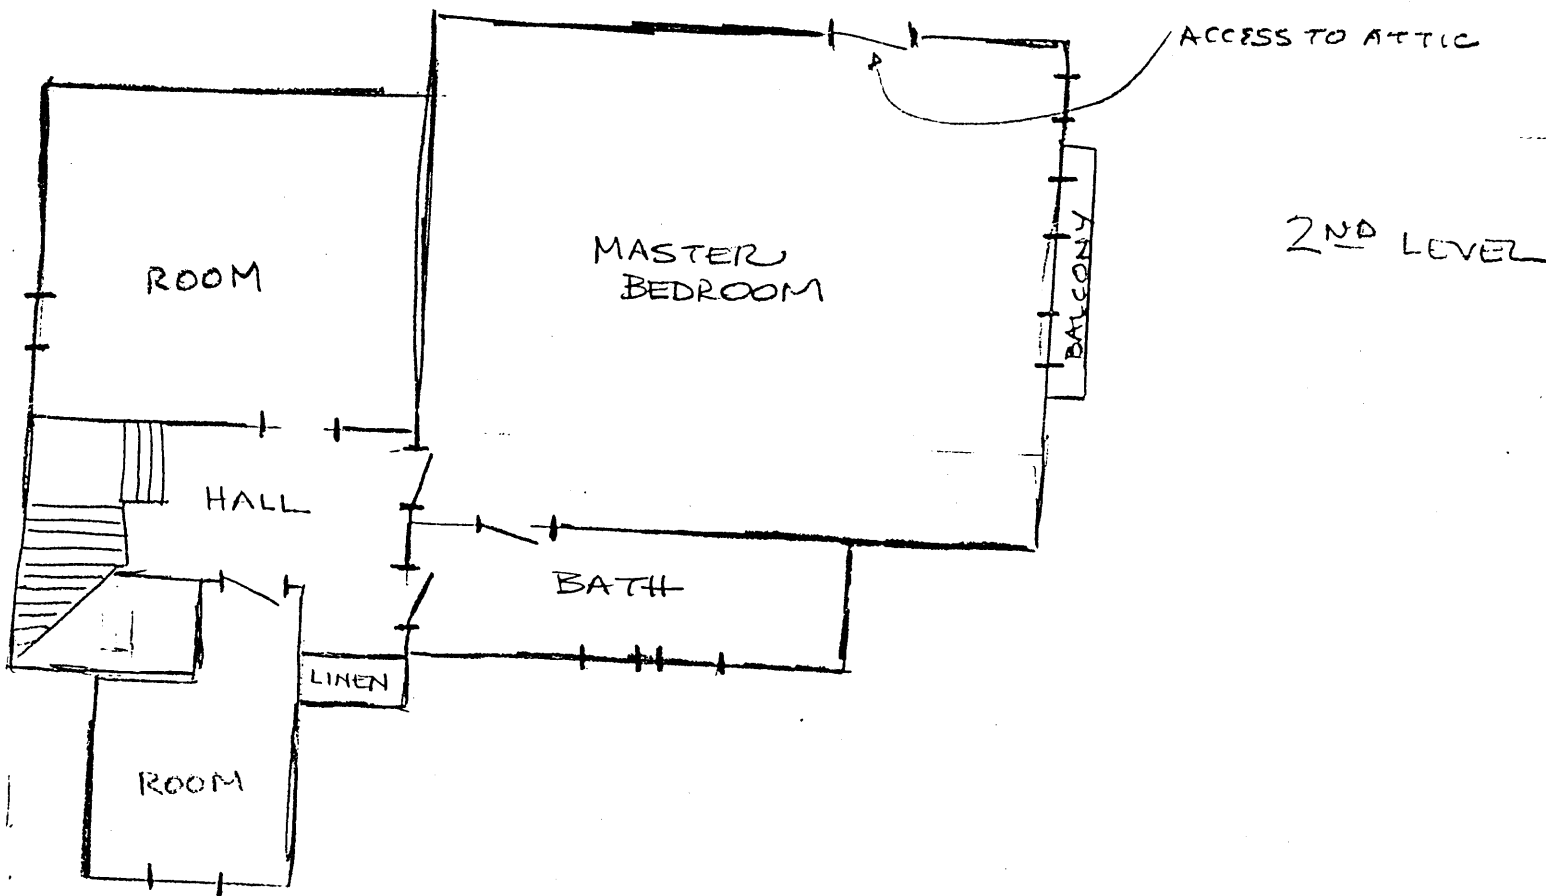 ACCESS TO ATTIC
2ND LEVEL
ROOM
MASTER
BEDROOM
BALCONY
HALL
BATH
LINEN
ROOM